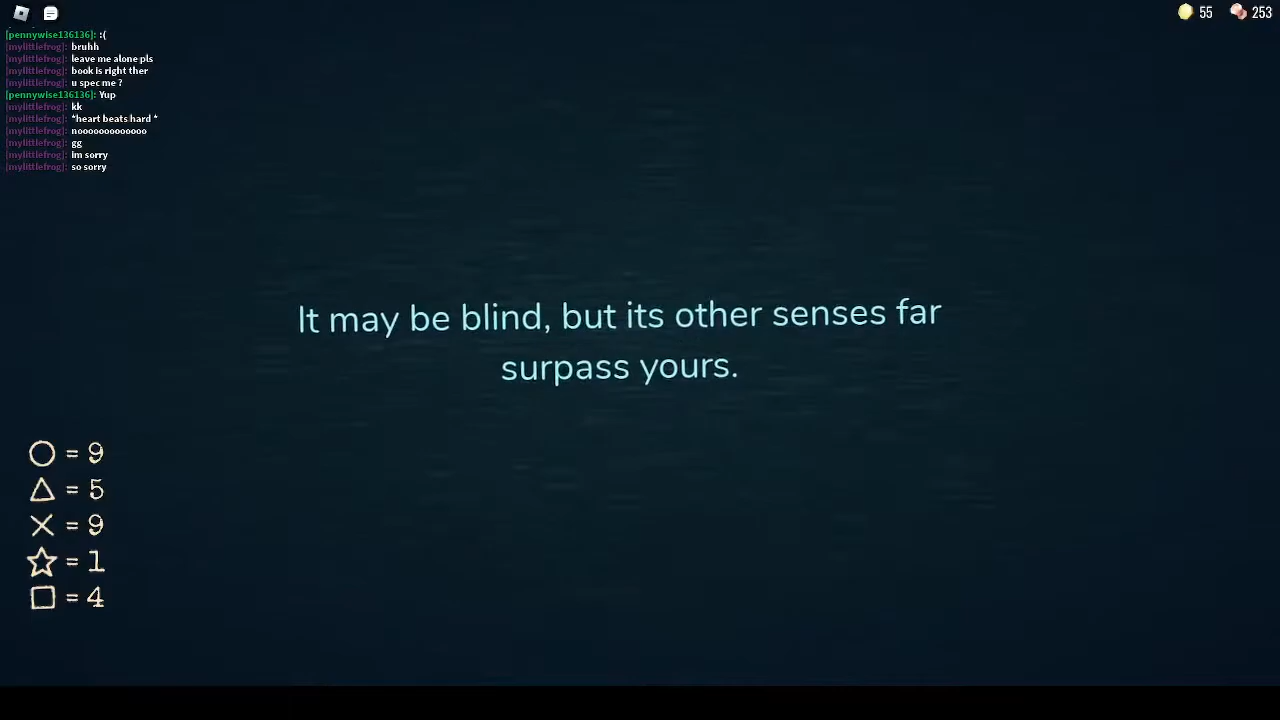 55
253
[pennywise136136]: :(
[mylittlefrog]: bruhh
[mylittlefrog]: leave me alone pls
[mylittlefrog]: book is right ther
[mylittlefrog]: u spec me ?
[pennywise136136]: Yup
[mylittlefrog]: kk
[mylittlefrog]: *heart beats hard *
[mylittlefrog]: nooooooooooooo
[mylittlefrog]: gg
[mylittlefrog]: Im sorry
[mylittlefrog]: so sorry
It may be blind, but its other senses far
surpass yours.
○ = 9
△ = 5
× = 9
☆ = 1
□ = 4